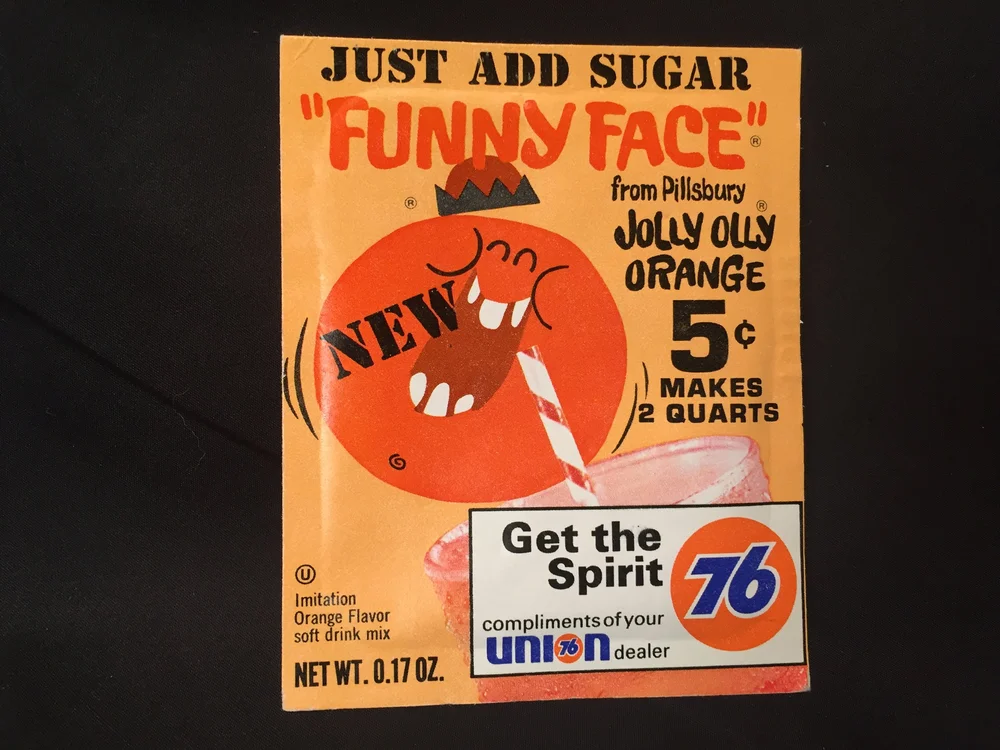 JUST ADD SUGAR
"FUNNY FACE"®
from Pillsbury
®
®
JOLLY OLLY
ORANGE
NEW
5¢
MAKES
2 QUARTS
Get the
Spirit
76
compliments of your
union 76 dealer
Ⓤ
Imitation
Orange Flavor
soft drink mix
NET WT. 0.17 OZ.